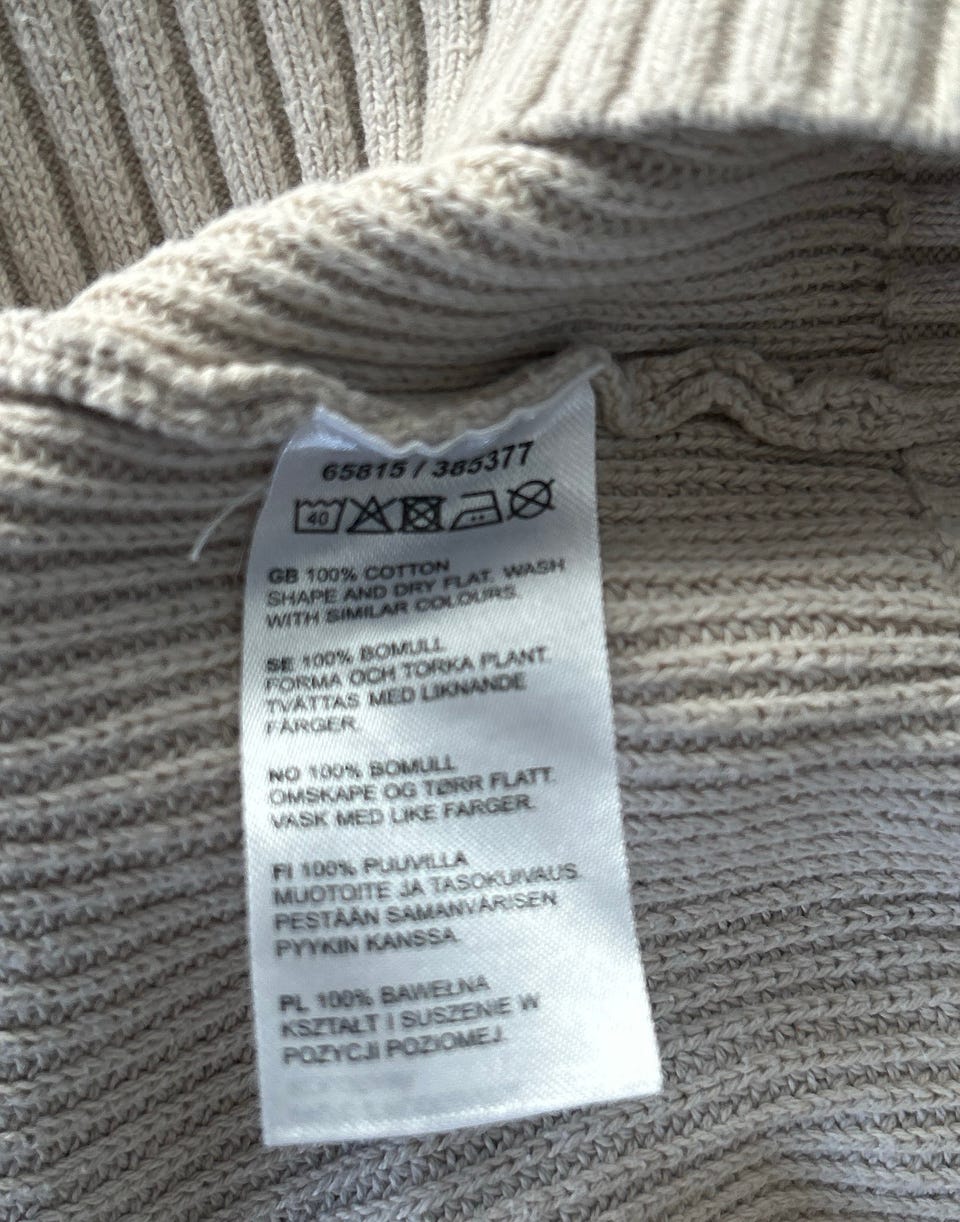 65815 / 385377
40
GB 100% COTTON
SHAPE AND DRY FLAT. WASH
WITH SIMILAR COLOURS.
SE 100% BOMULL
FORMA OCH TORKA PLANT.
TVÄTTAS MED LIKNANDE
FÄRGER.
NO 100% BOMULL
OMSKAPE OG TØRR FLATT.
VASK MED LIKE FARGER.
FI 100% PUUVILLA
MUOTOITE JA TASOKUIVAUS.
PESTÄÄN SAMANVÄRISEN
PYYKIN KANSSA.
PL 100% BAWEŁNA
KSZTAŁT I SUSZENIE W
POZYCJI POZIOMEJ.